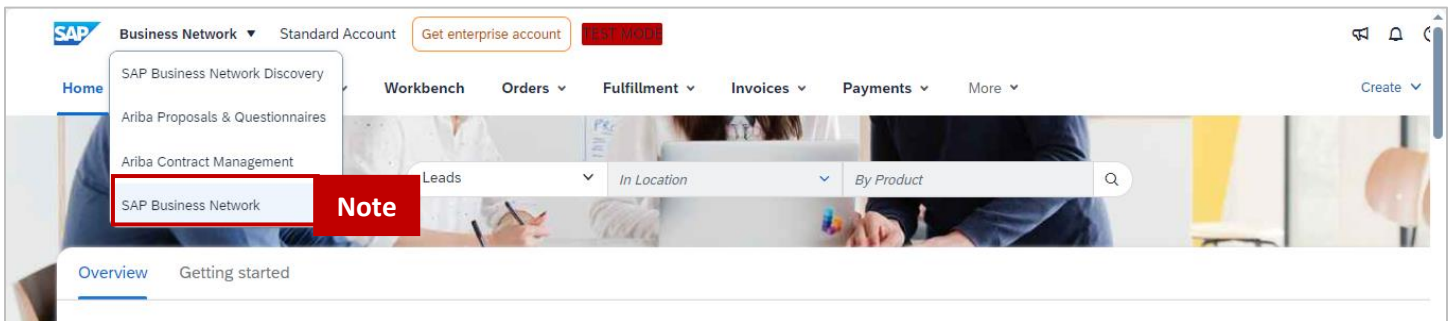 SAP Business Network ▼ Standard Account Get enterprise account TEST MODE
SAP Business Network Discovery
Home Workbench Orders Fulfillment Invoices Payments More Create
Ariba Proposals & Questionnaires
Ariba Contract Management
Leads In Location By Product
SAP Business Network Note
Overview Getting started